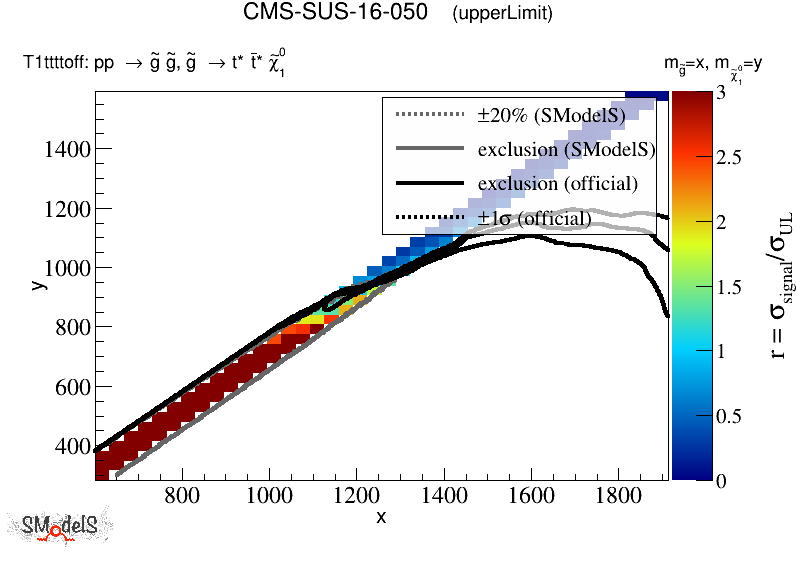 CMS-SUS-16-050 (upperLimit)
T1ttttoff: pp → g̃ g̃, g̃ → t* t̄* χ̃₁⁰
m_g̃=x, m_χ̃₁⁰=y
±20% (SModelS)
exclusion (SModelS)
exclusion (official)
±1σ (official)
1400
1200
1000
800
600
400
y
800 1000 1200 1400 1600 1800
x
3
2.5
2
1.5
1
0.5
0
r = σ_signal/σ_UL
SModelS